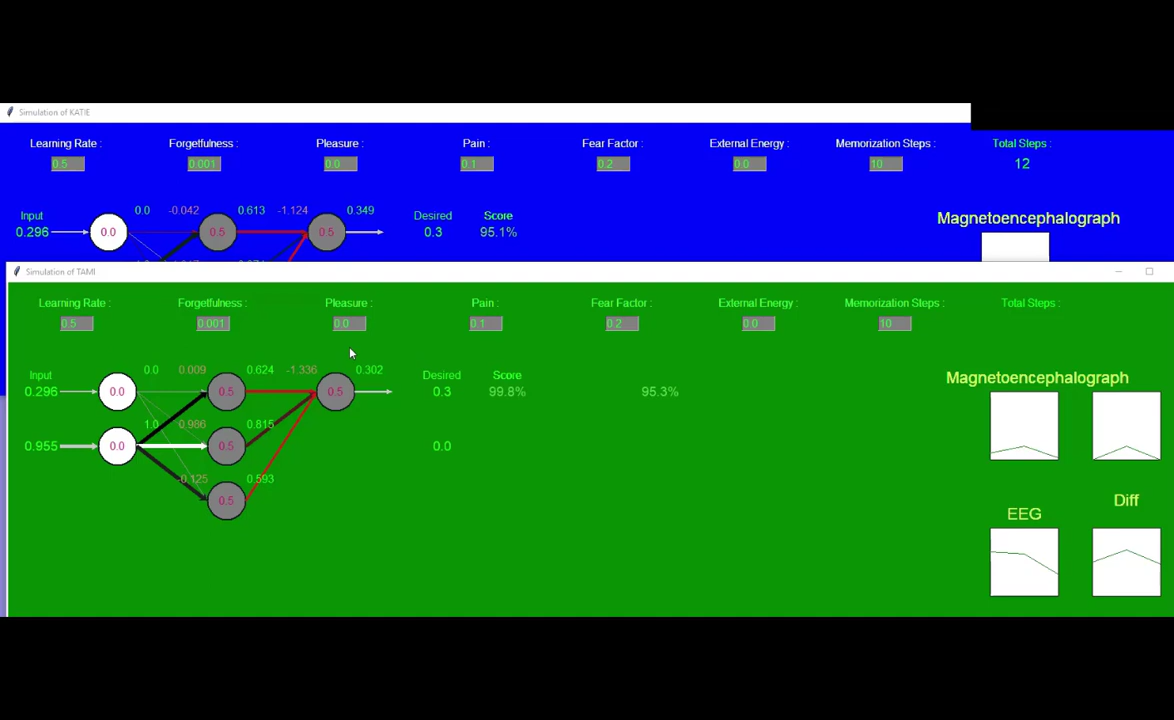 Simulation of KATIE
Learning Rate : Forgetfulness : Pleasure : Pain : Fear Factor : External Energy : Memorization Steps : Total Steps :
0.5 0.001 0.0 0.1 0.2 0.0 10 12
Input 0.0 -0.042 0.613 -1.124 0.349 Desired Score
0.296 0.0 0.5 0.5 0.3 95.1%
Magnetoencephalograph
Simulation of TAMI
Learning Rate : Forgetfulness : Pleasure : Pain : Fear Factor : External Energy : Memorization Steps : Total Steps :
0.5 0.001 0.0 0.1 0.2 0.0 10
Input 0.0 0.009 0.624 -1.336 0.302 Desired Score
0.296 0.0 0.5 0.5 0.3 99.8% 95.3%
Magnetoencephalograph
1.0 0.986 0.815
0.955 0.0 0.5 0.0
-0.125 0.593
0.5
EEG Diff